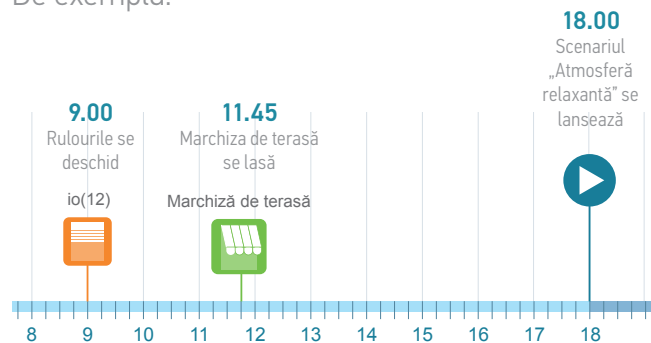 De exemplu:
18.00
Scenariul
„Atmosferă
relaxantă” se
lansează
9.00
Rulourile se
deschid
io(12)
11.45
Marchiza de terasă
se lasă
Marchiză de terasă
8 9 10 11 12 13 14 15 16 17 18